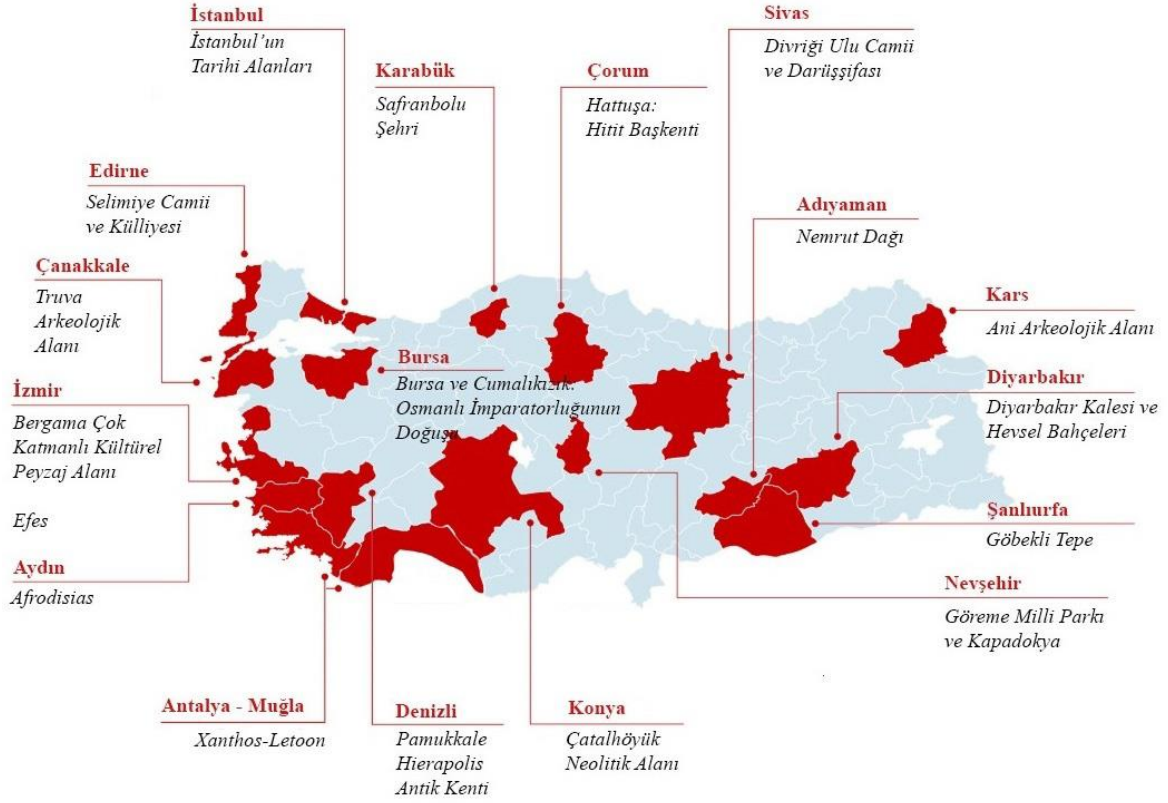 İstanbul
İstanbul'un
Tarihi Alanları
Karabük
Safranbolu
Şehri
Çorum
Hattuşa:
Hitit Başkenti
Sivas
Divriği Ulu Camii
ve Darüşşifası
Edirne
Selimiye Camii
ve Külliyesi
Adıyaman
Nemrut Dağı
Çanakkale
Truva
Arkeolojik
Alanı
Kars
Ani Arkeolojik Alanı
Bursa
Bursa ve Cumalıkızık:
Osmanlı İmparatorluğunun
Doğuşu
İzmir
Bergama Çok
Katmanlı Kültürel
Peyzaj Alanı
Efes
Diyarbakır
Diyarbakır Kalesi ve
Hevsel Bahçeleri
Şanlıurfa
Göbekli Tepe
Aydın
Afrodisias
Nevşehir
Göreme Milli Parkı
ve Kapadokya
Antalya - Muğla
Xanthos-Letoon
Denizli
Pamukkale
Hierapolis
Antik Kenti
Konya
Çatalhöyük
Neolitik Alanı